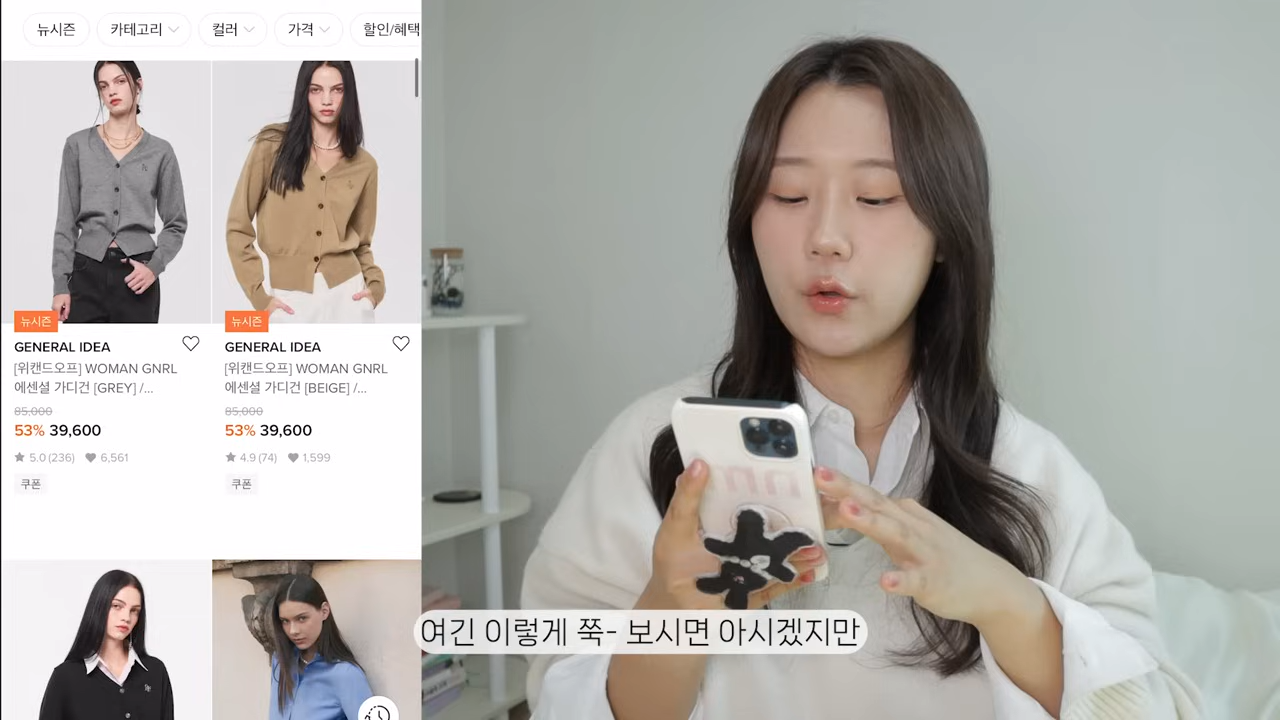 뉴시즌
카테고리
컬러
가격
할인/혜택
뉴시즌
GENERAL IDEA
[위캔드오프] WOMAN GNRL
에센셜 가디건 [GREY] /...
85,000
53% 39,600
5.0 (236) 6,561
쿠폰
뉴시즌
GENERAL IDEA
[위캔드오프] WOMAN GNRL
에센셜 가디건 [BEIGE] /...
85,000
53% 39,600
4.9 (74) 1,599
쿠폰
여긴 이렇게 쭉- 보시면 아시겠지만